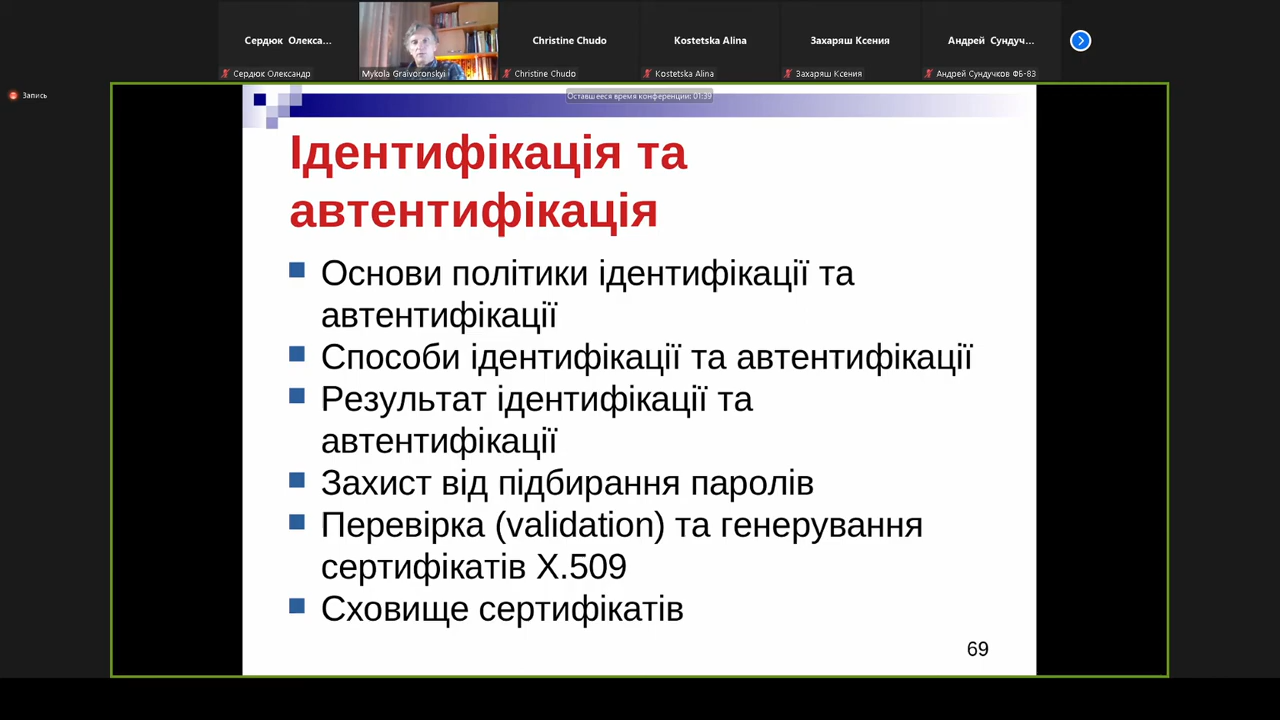 Сердюк Олекса...
Christine Chudo
Kostetska Alina
Захаряш Ксения
Андрей Сундуч...
Сердюк Олександр
Mykola Graivoronskyi
Christine Chudo
Kostetska Alina
Захаряш Ксения
Андрей Сундучков ФБ-83
Запись
Оставшееся время конференции: 01:39
Ідентифікація та
автентифікація
Основи політики ідентифікації та
автентифікації
Способи ідентифікації та автентифікації
Результат ідентифікації та
автентифікації
Захист від підбирання паролів
Перевірка (validation) та генерування
сертифікатів X.509
Сховище сертифікатів
69